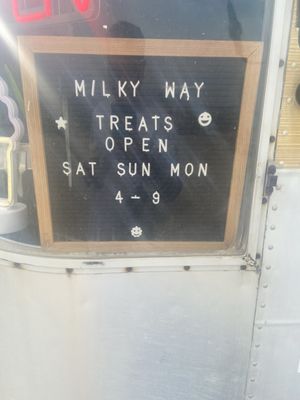 MILKY WAY
TREATS
OPEN
SAT SUN MON
4-9